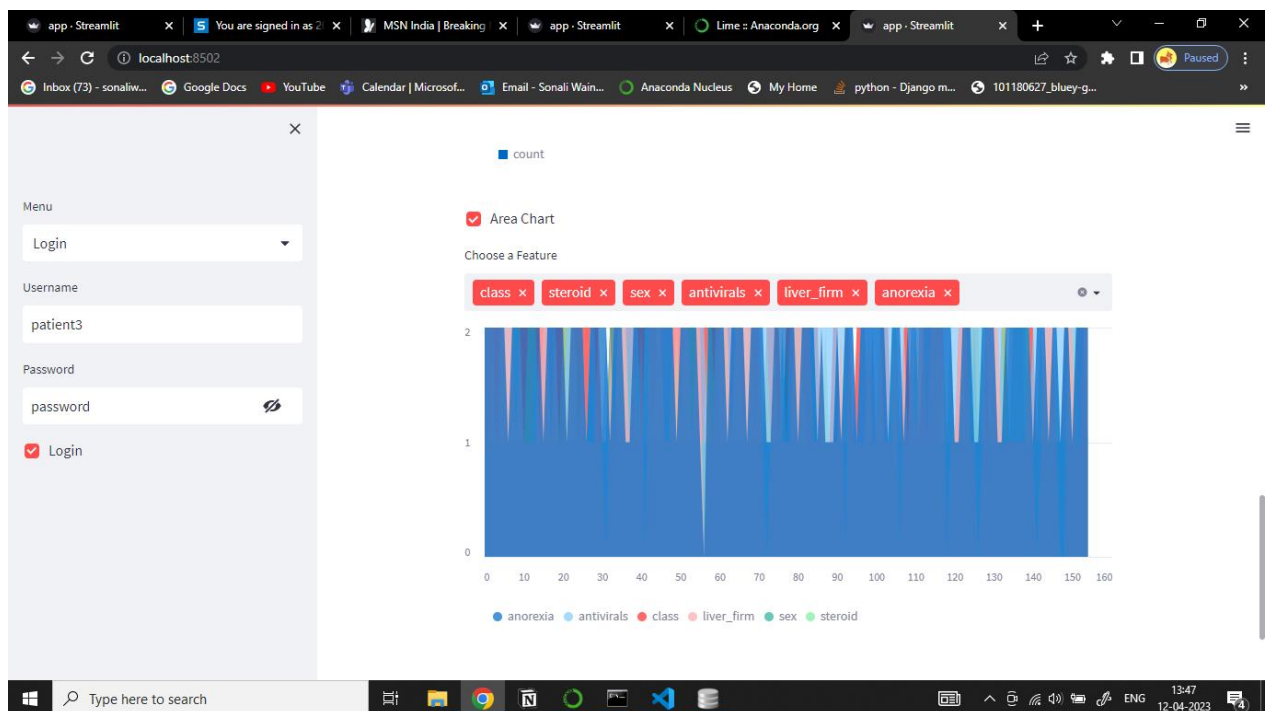 app · Streamlit
You are signed in as 2
MSN India | Breaking
app · Streamlit
Lime :: Anaconda.org
app · Streamlit
localhost:8502
Paused
Inbox (73) - sonaliw...
Google Docs
YouTube
Calendar | Microsof...
Email - Sonali Wain...
Anaconda Nucleus
My Home
python - Django m...
101180627_bluey-g...
»
Menu
Login
Username
patient3
Password
password
Login
count
Area Chart
Choose a Feature
class × steroid × sex × antivirals × liver_firm × anorexia ×
2
1
0
0 10 20 30 40 50 60 70 80 90 100 110 120 130 140 150 160
anorexia antivirals class liver_firm sex steroid
Type here to search
ENG
13:47
12-04-2023
4